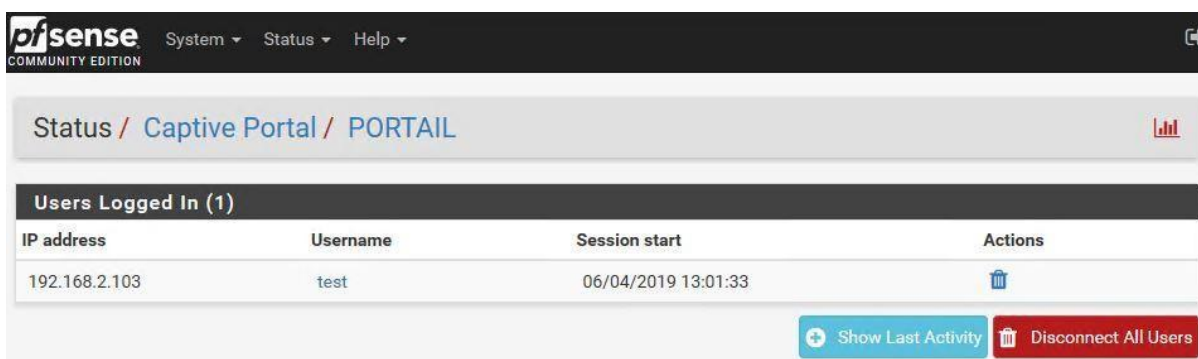 pfsense System Status Help
COMMUNITY EDITION
Status / Captive Portal / PORTAIL
Users Logged In (1)
IP address Username Session start Actions
192.168.2.103 test 06/04/2019 13:01:33
Show Last Activity Disconnect All Users